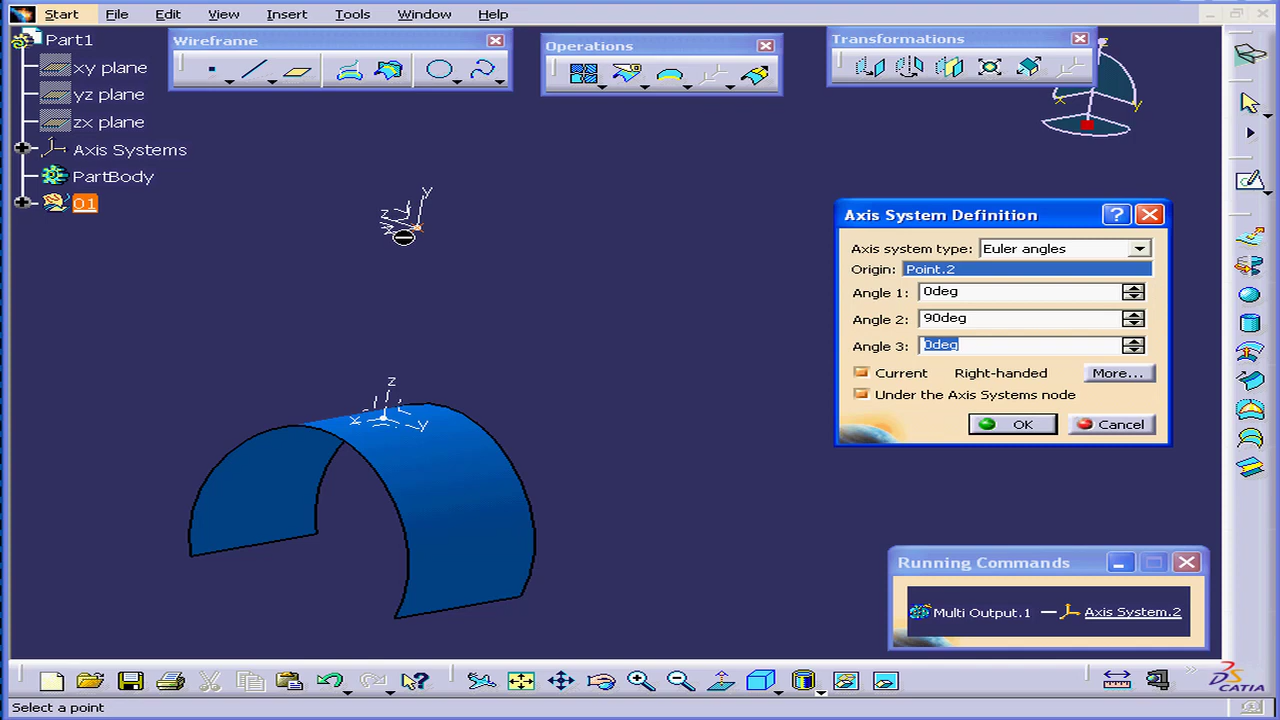 Start File Edit View Insert Tools Window Help
Part1
xy plane
yz plane
zx plane
Axis Systems
PartBody
01
Wireframe
Operations
Transformations
y
z
z
x
y
x
y
Axis System Definition
Axis system type: Euler angles
Origin: Point.2
Angle 1: 0deg
Angle 2: 90deg
Angle 3: 0deg
Current Right-handed More...
Under the Axis Systems node
OK Cancel
Running Commands
Multi Output.1 Axis System.2
CATIA
Select a point